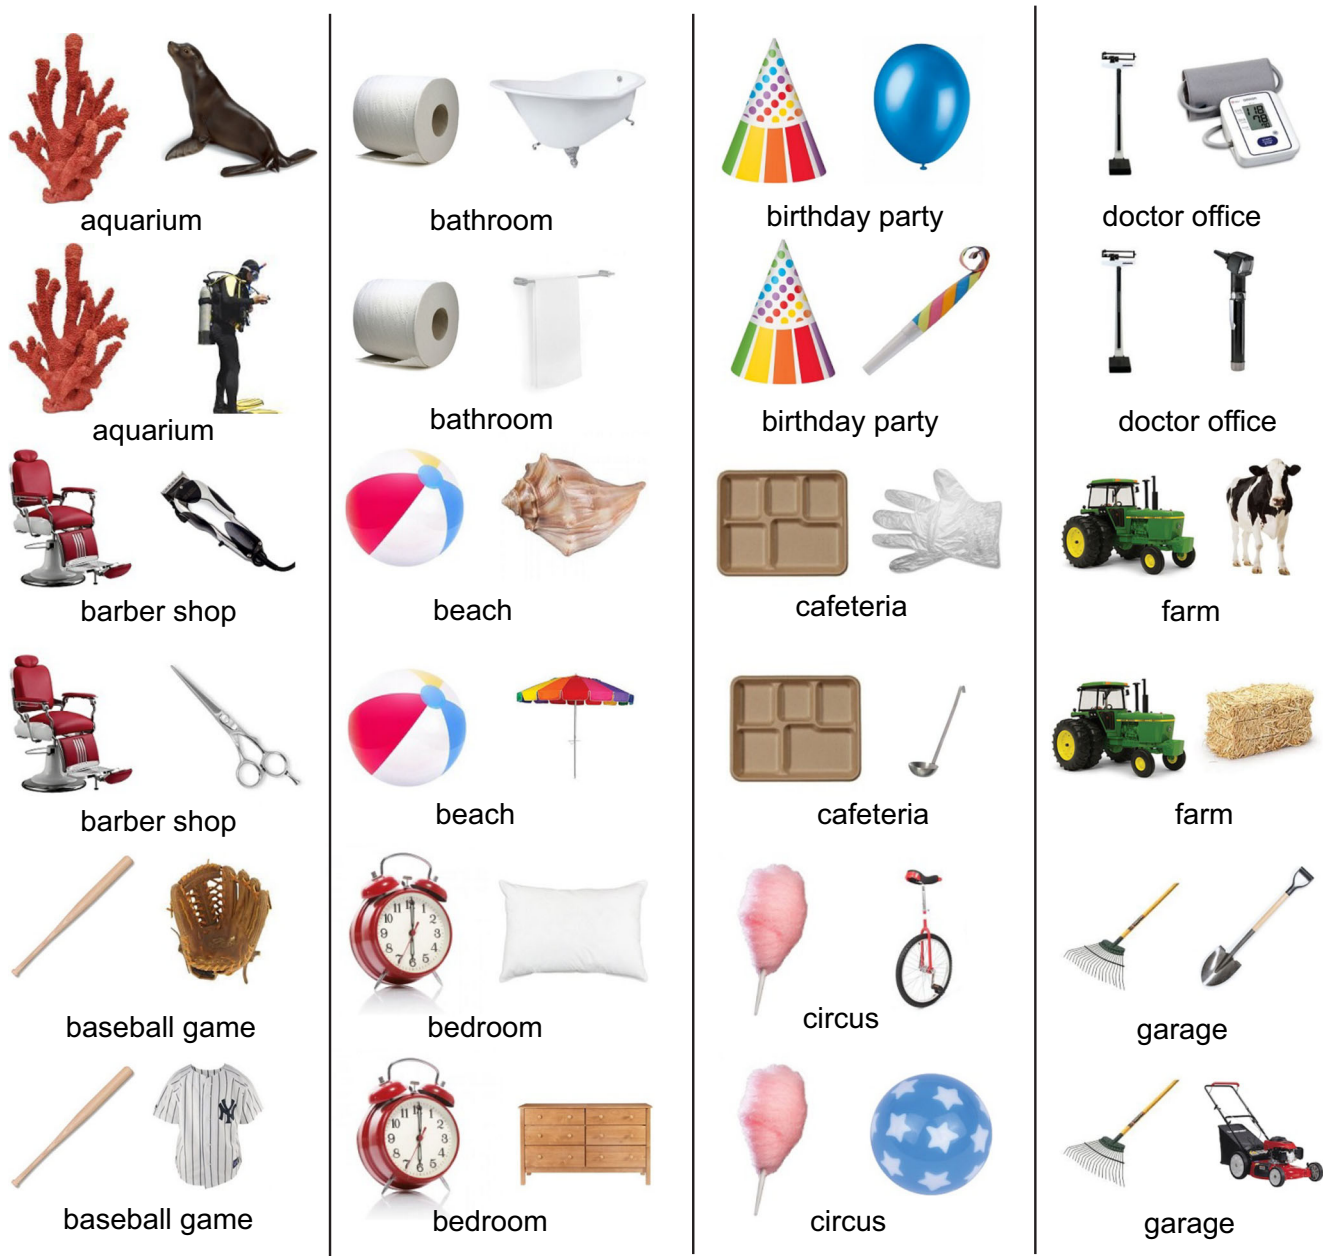 aquarium
bathroom
birthday party
doctor office
aquarium
bathroom
birthday party
doctor office
barber shop
beach
cafeteria
farm
barber shop
beach
cafeteria
farm
baseball game
bedroom
circus
garage
baseball game
bedroom
circus
garage